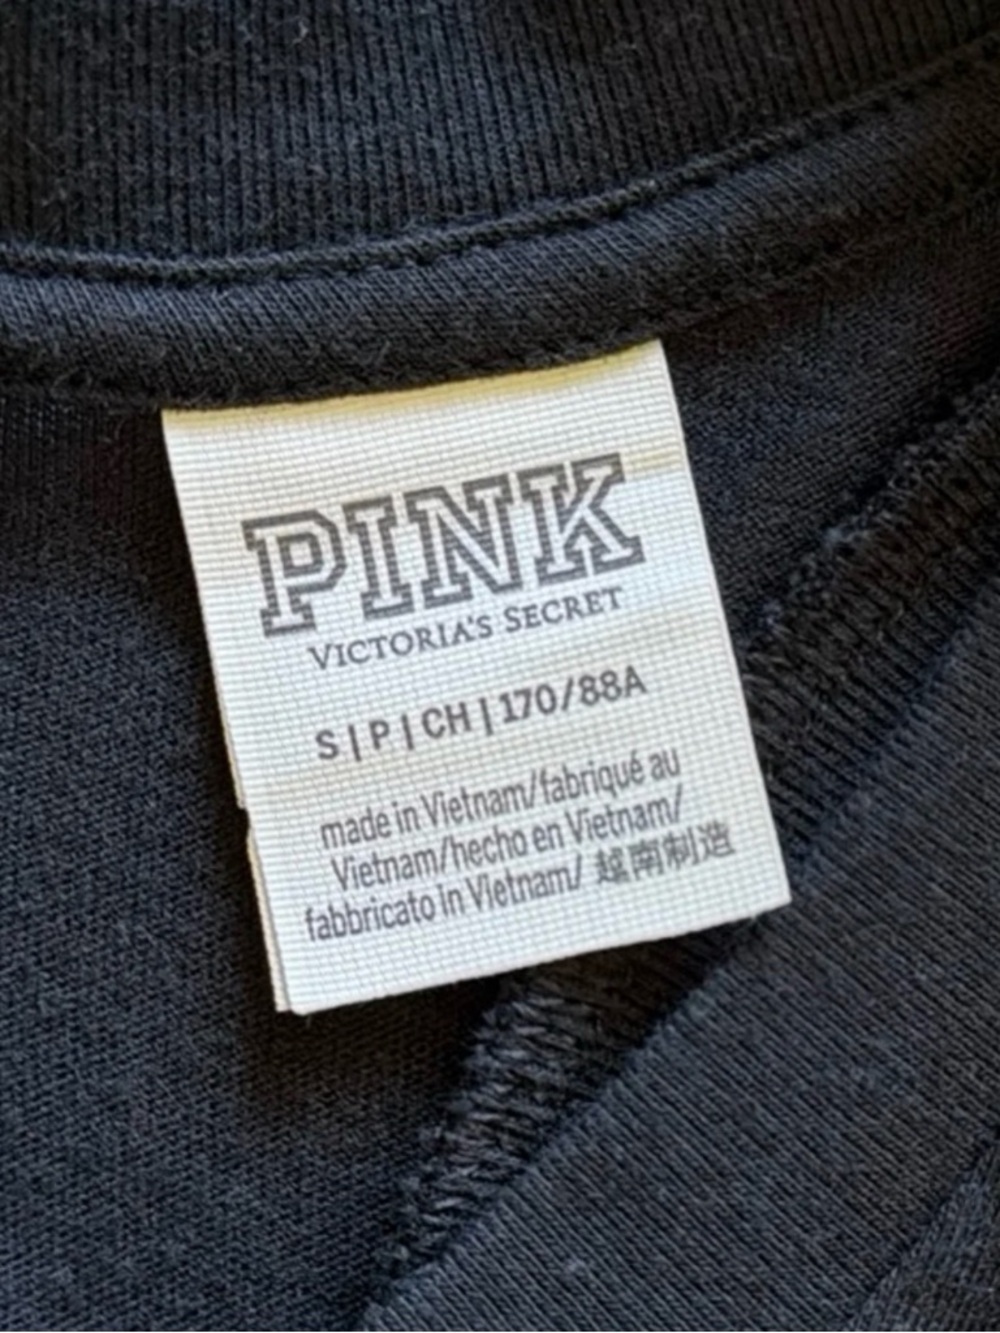 PINK
VICTORIA'S SECRET
S | P | CH | 170/88A
made in Vietnam/fabriqué au
Vietnam/hecho en Vietnam/
fabbricato in Vietnam/ 越南制造